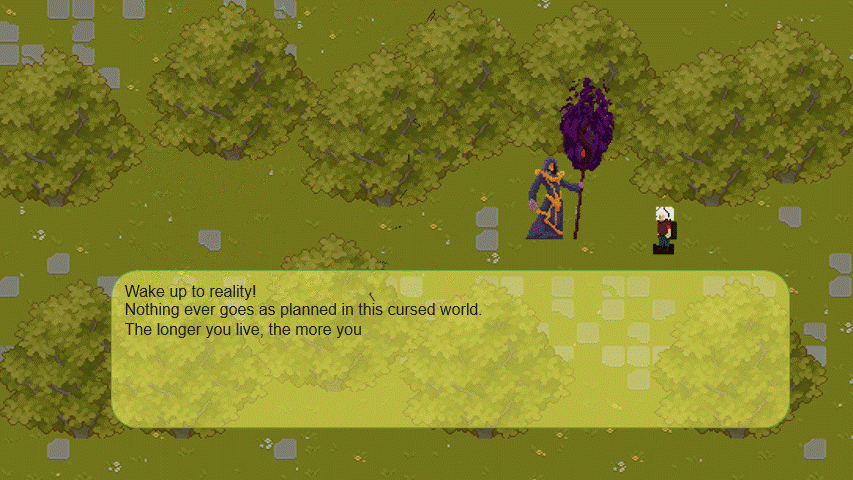 Wake up to reality!
Nothing ever goes as planned in this cursed world.
The longer you live, the more you